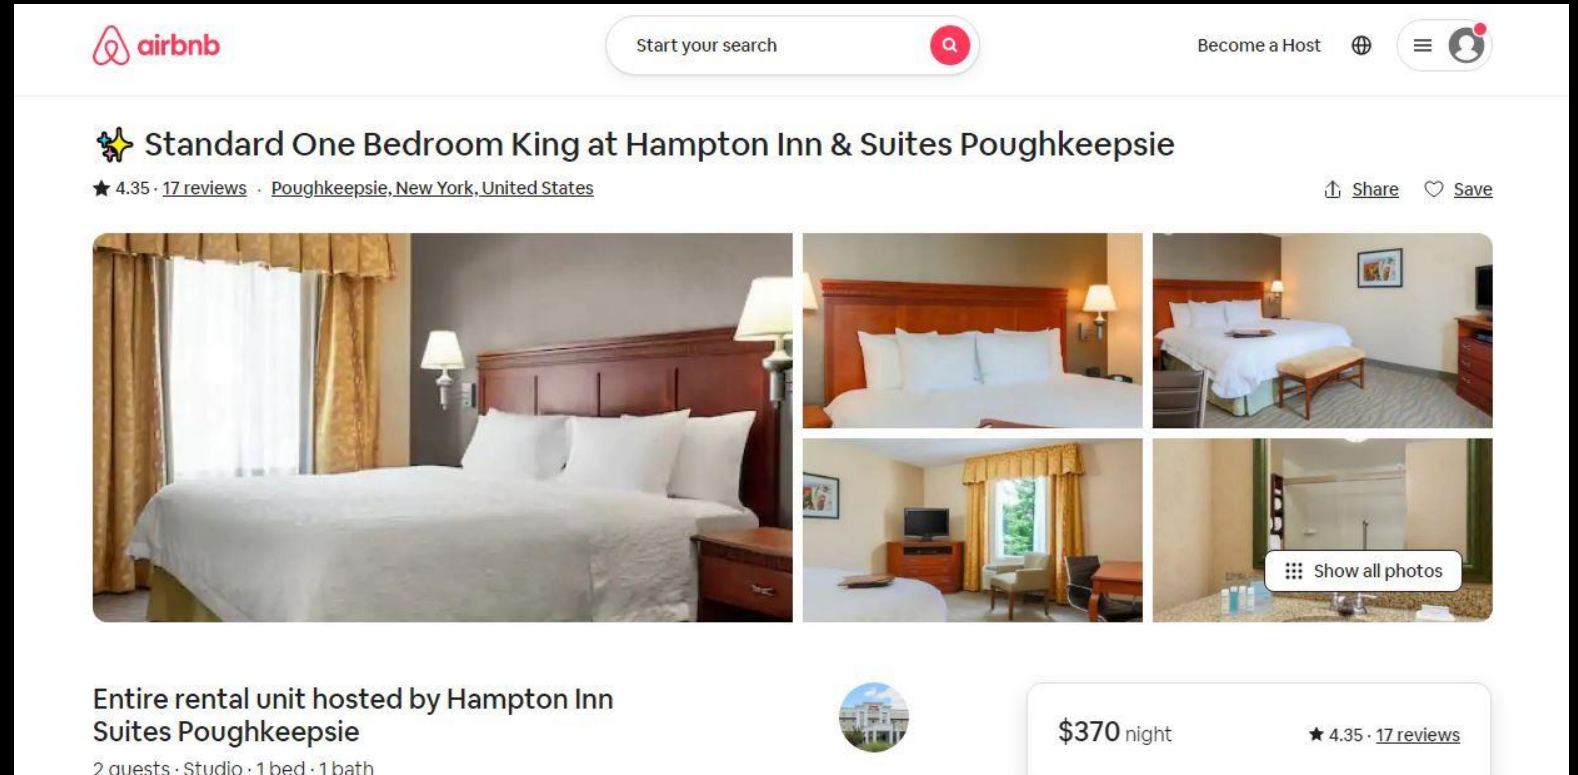 airbnb
Start your search
Become a Host
Standard One Bedroom King at Hampton Inn & Suites Poughkeepsie
4.35 · 17 reviews · Poughkeepsie, New York, United States
Share
Save
Show all photos
Entire rental unit hosted by Hampton Inn
Suites Poughkeepsie
2 guests · Studio · 1 bed · 1 bath
$370 night
4.35 · 17 reviews